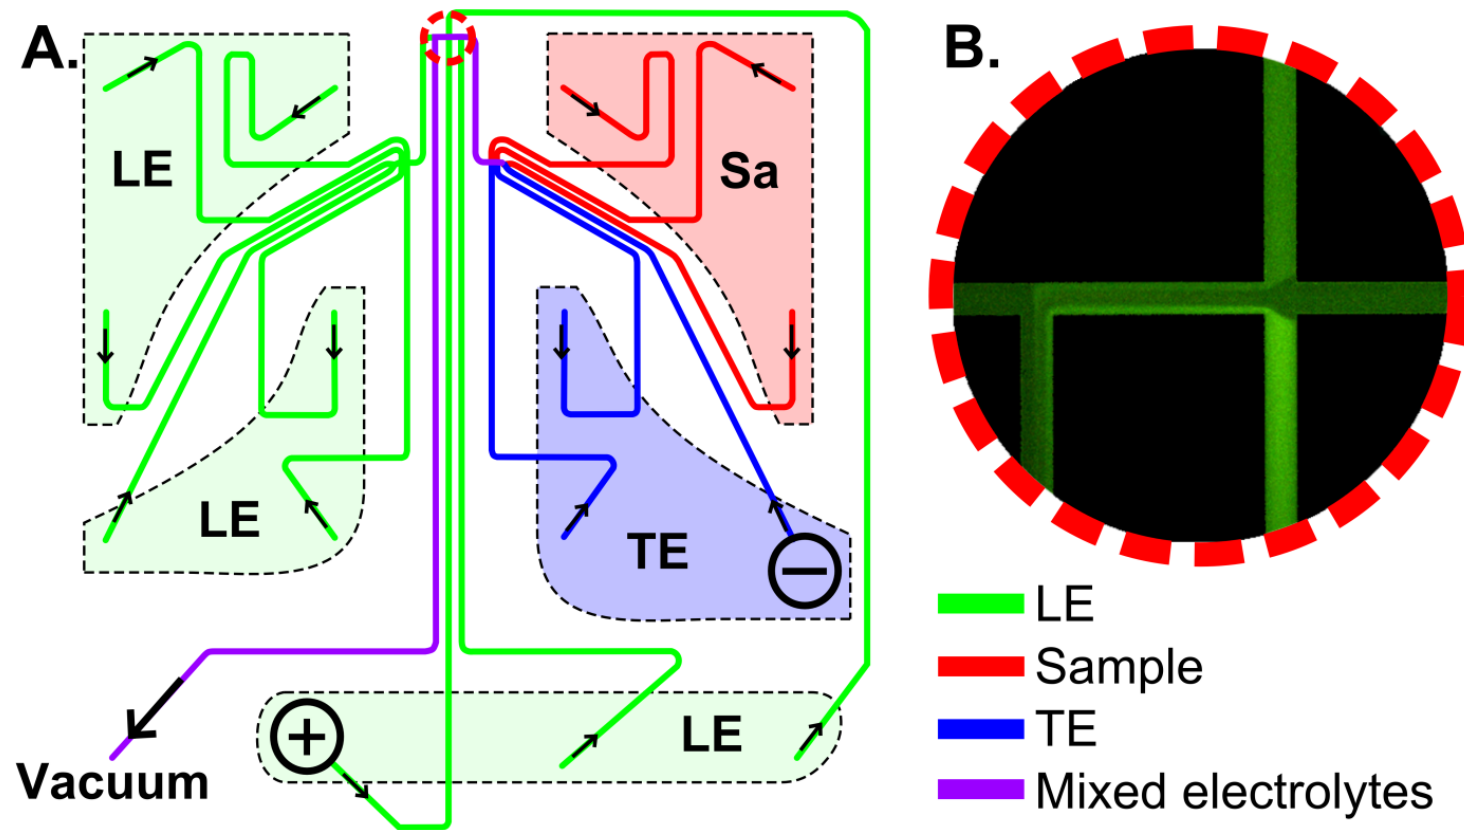 A.
B.
LE
Sa
LE
TE
−
+
LE
Vacuum
LE
Sample
TE
Mixed electrolytes